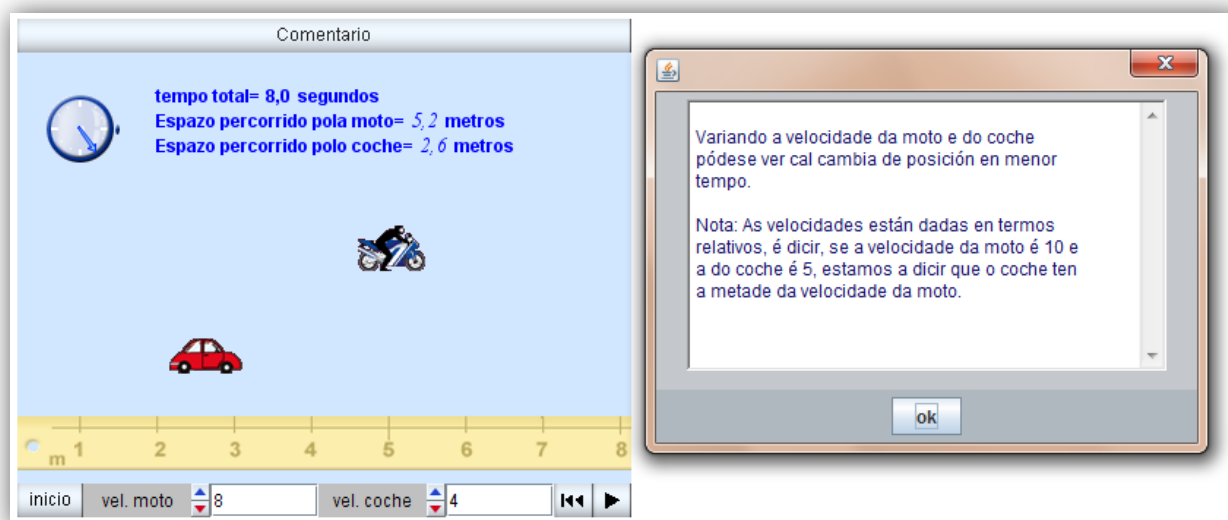 Comentario
tempo total= 8,0 segundos
Espazo percorrido pola moto= 5,2 metros
Espazo percorrido polo coche= 2,6 metros
m 1 2 3 4 5 6 7 8
inicio vel. moto 8 vel. coche 4
Variando a velocidade da moto e do coche
pódese ver cal cambia de posición en menor
tempo.
Nota: As velocidades están dadas en termos
relativos, é dicir, se a velocidade da moto é 10 e
a do coche é 5, estamos a dicir que o coche ten
a metade da velocidade da moto.
ok